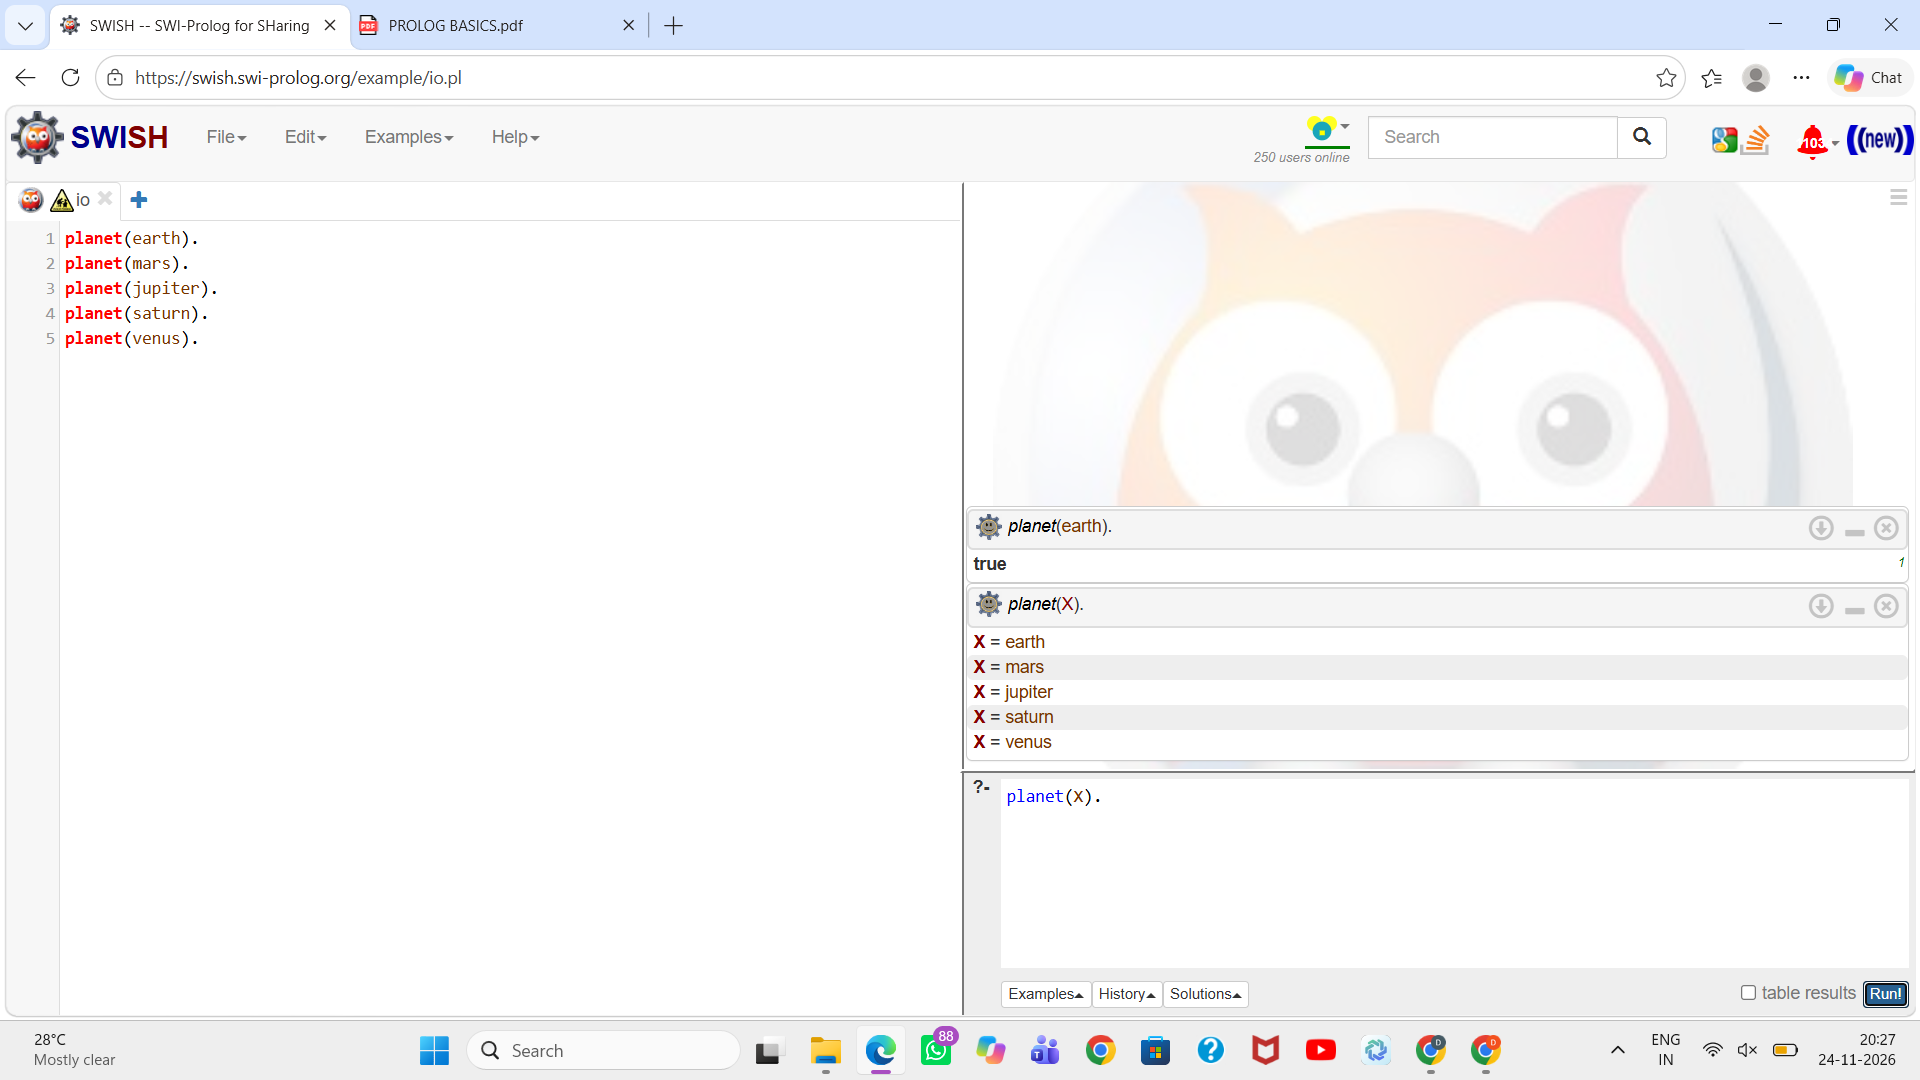 SWISH -- SWI-Prolog for SHaring
PROLOG BASICS.pdf
https://swish.swi-prolog.org/example/io.pl
Chat
SWISH
File
Edit
Examples
Help
250 users online
Search
103
((new))
io
1 planet(earth).
2 planet(mars).
3 planet(jupiter).
4 planet(saturn).
5 planet(venus).
planet(earth).
true
1
planet(X).
X = earth
X = mars
X = jupiter
X = saturn
X = venus
?- planet(X).
Examples
History
Solutions
table results
Run!
28°C
Mostly clear
Search
88
ENG
IN
20:27
24-11-2026